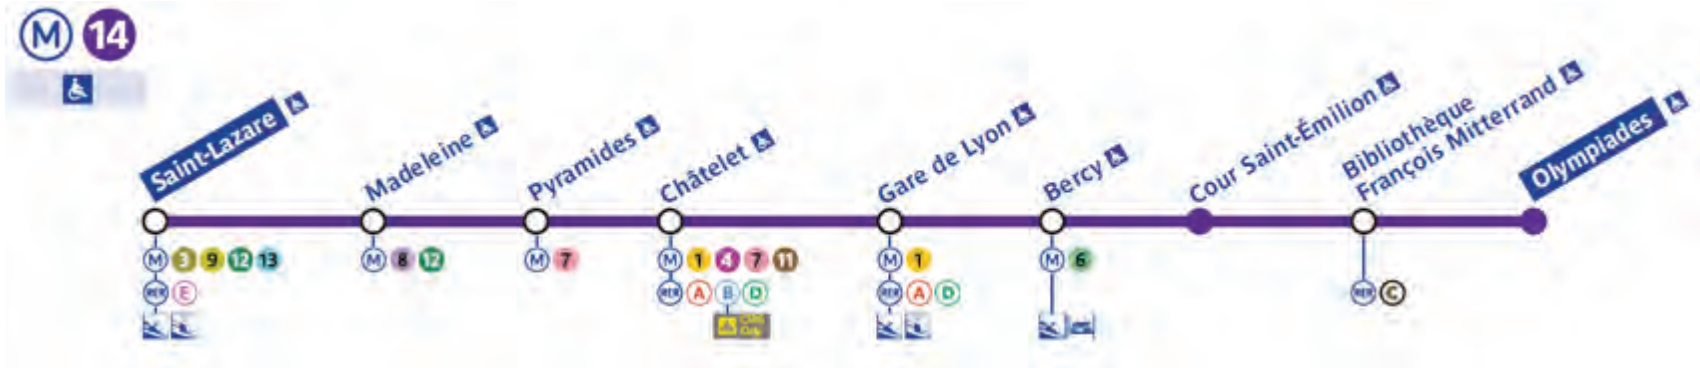 M 14
Saint-Lazare
Madeleine
Pyramides
Châtelet
Gare de Lyon
Bercy
Cour Saint-Émilion
Bibliothèque
François Mitterrand
Olympiades
M 3 9 12 13
M 8 12
M 7
M 1 4 7 11
M 1
M 6
RER E
RER A B D
RER A D
RER C